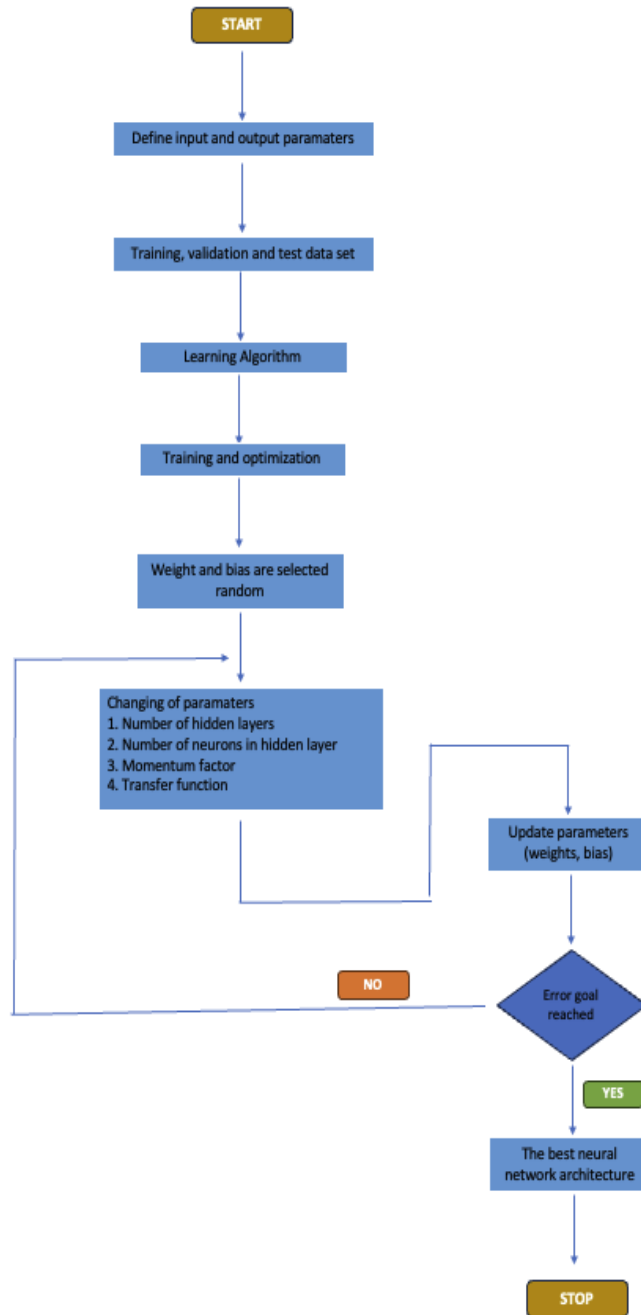 START
Define input and output paramaters
Training, validation and test data set
Learning Algorithm
Training and optimization
Weight and bias are selected
random
Changing of paramaters
1. Number of hidden layers
2. Number of neurons in hidden layer
3. Momentum factor
4. Transfer function
Update parameters
(weights, bias)
Error goal
reached
NO
YES
The best neural
network architecture
STOP